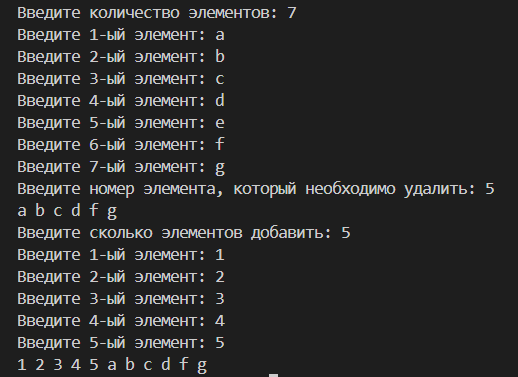 Введите количество элементов: 7
Введите 1-ый элемент: a
Введите 2-ый элемент: b
Введите 3-ый элемент: c
Введите 4-ый элемент: d
Введите 5-ый элемент: e
Введите 6-ый элемент: f
Введите 7-ый элемент: g
Введите номер элемента, который необходимо удалить: 5
a b c d f g
Введите сколько элементов добавить: 5
Введите 1-ый элемент: 1
Введите 2-ый элемент: 2
Введите 3-ый элемент: 3
Введите 4-ый элемент: 4
Введите 5-ый элемент: 5
1 2 3 4 5 a b c d f g